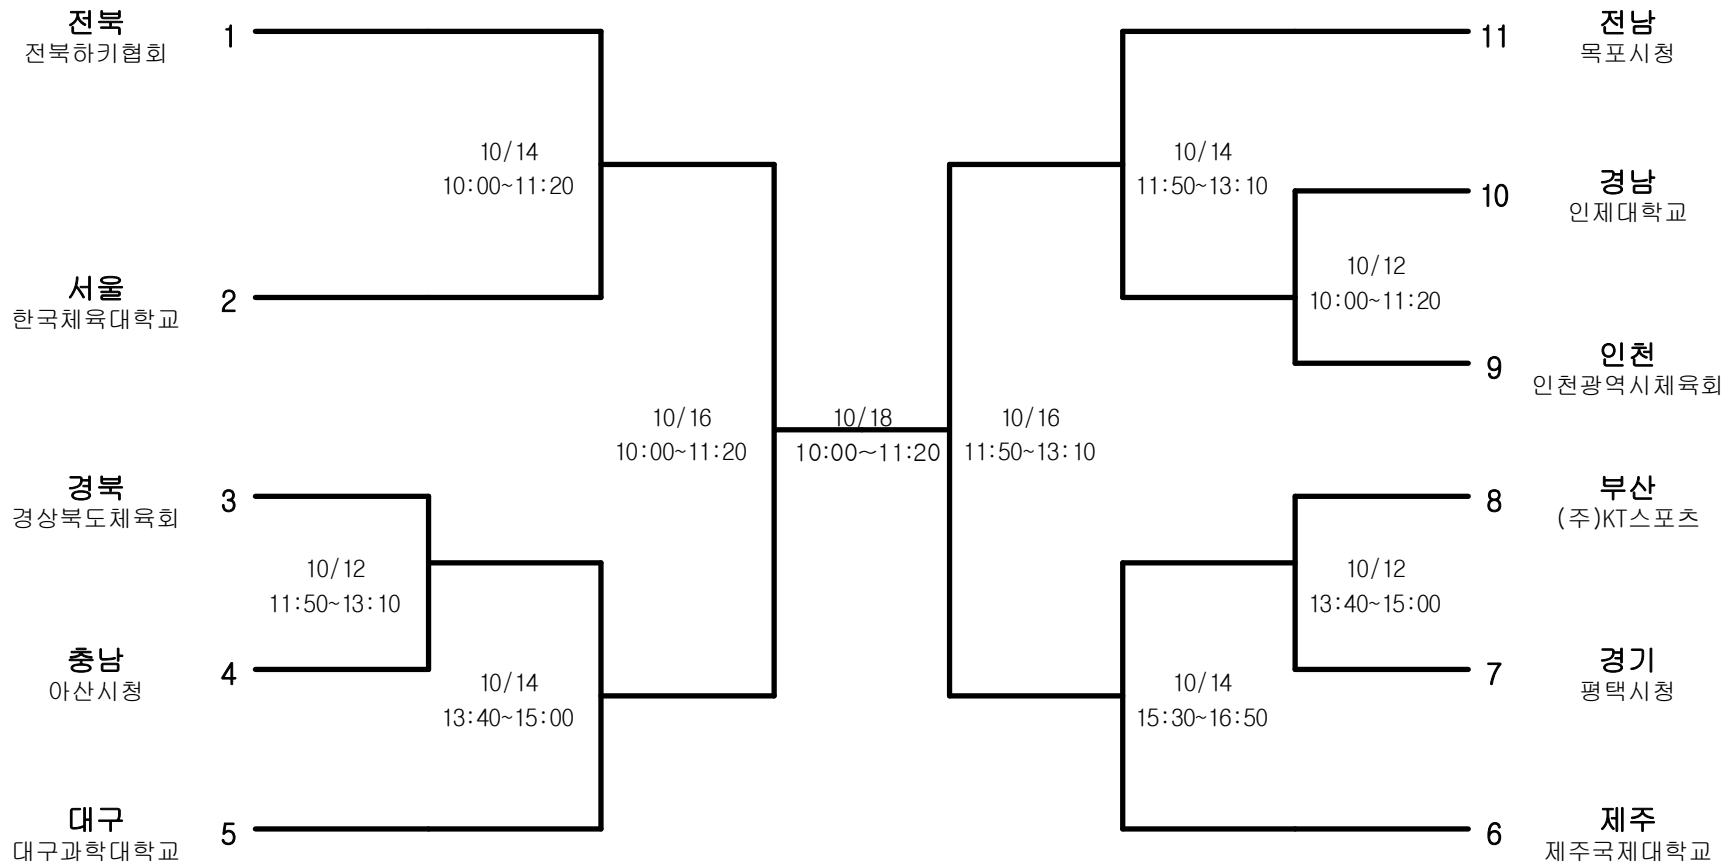 전북
전북하키협회
1
10/14
10:00~11:20
서울
한국체육대학교
2
10/16
10:00~11:20
경북
경상북도체육회
3
10/12
11:50~13:10
충남
아산시청
4
10/14
13:40~15:00
대구
대구과학대학교
5
10/18
10:00~11:20
11
전남
목포시청
10/14
11:50~13:10
10
경남
인제대학교
10/12
10:00~11:20
9
인천
인천광역시체육회
10/16
11:50~13:10
8
부산
(주)KT스포츠
10/12
13:40~15:00
7
경기
평택시청
10/14
15:30~16:50
6
제주
제주국제대학교